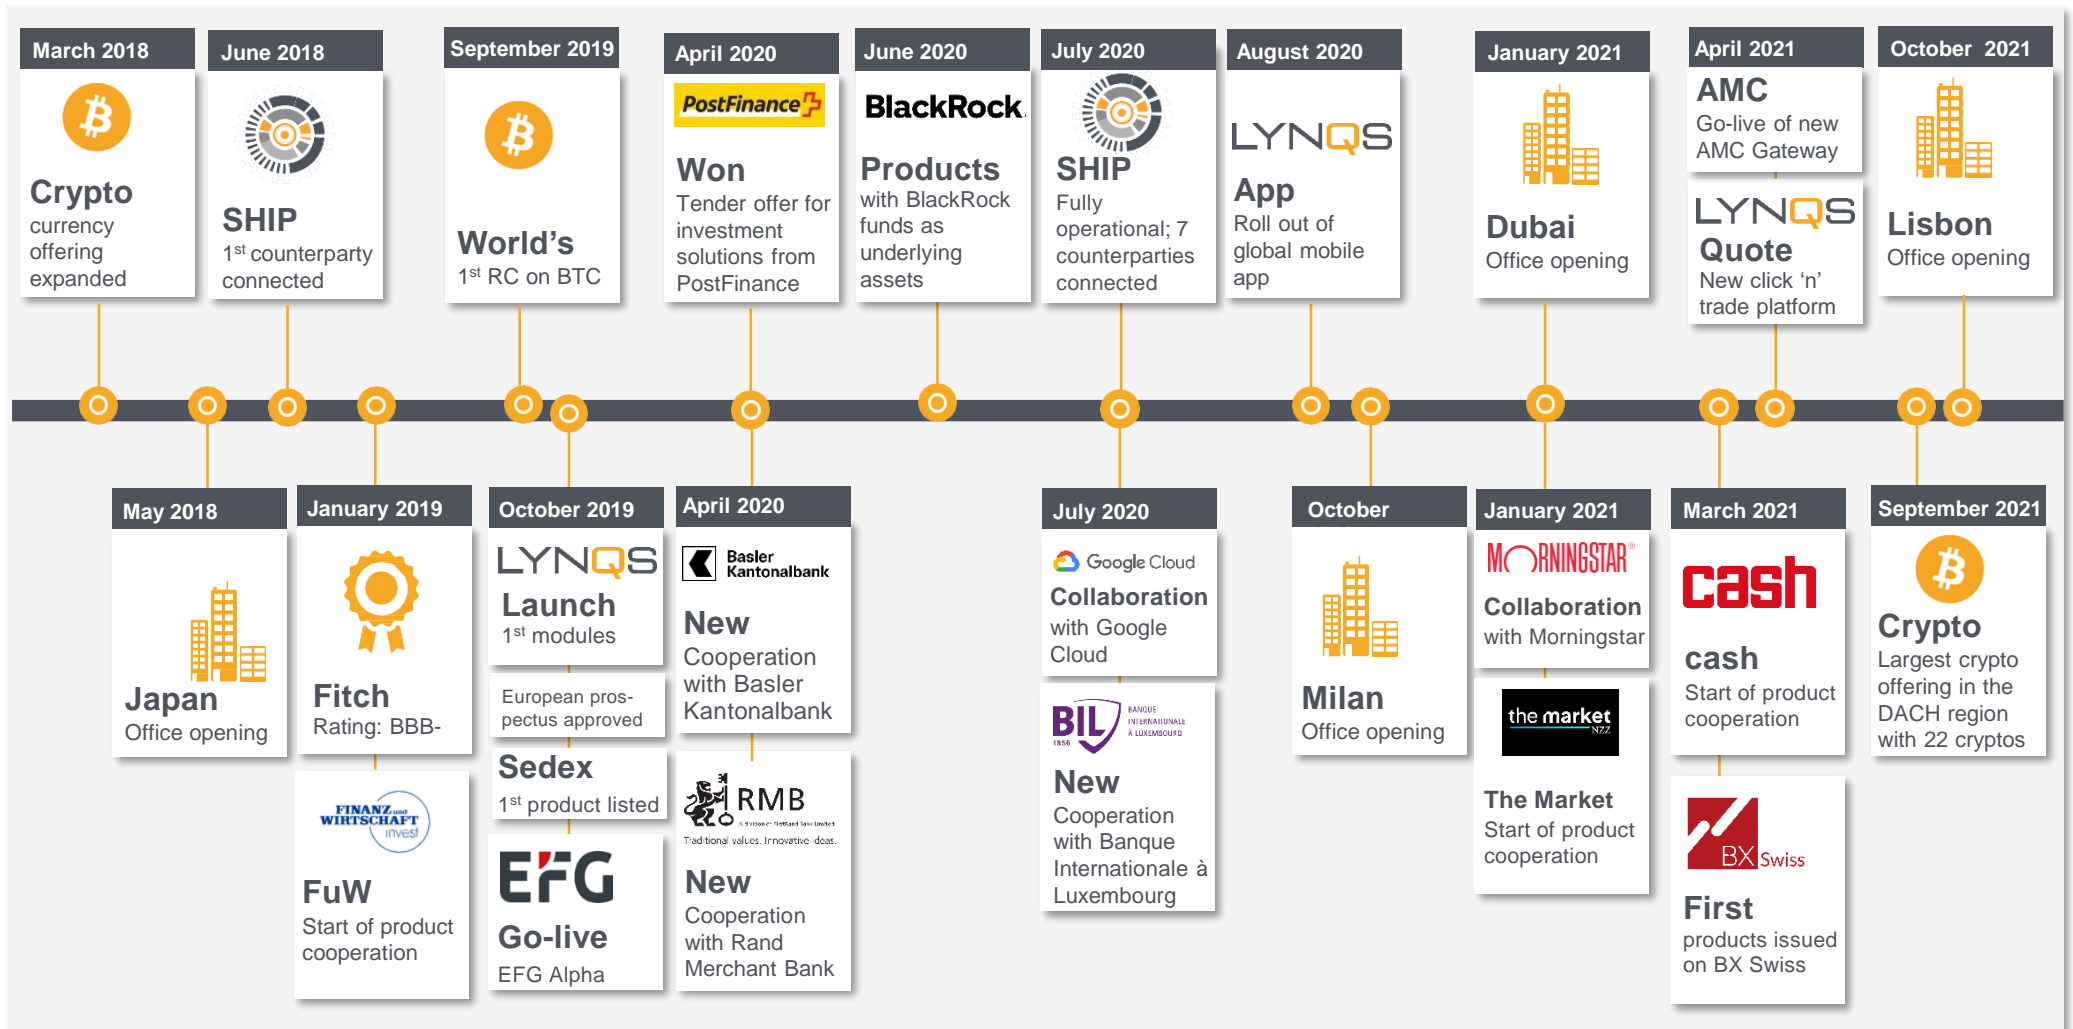 March 2018
Crypto
currency
offering
expanded
June 2018
SHIP
1st counterparty
connected
September 2019
World's
1st RC on BTC
April 2020
PostFinance
Won
Tender offer for
investment
solutions from
PostFinance
June 2020
BlackRock.
Products
with BlackRock
funds as
underlying
assets
July 2020
SHIP
Fully
operational; 7
counterparties
connected
August 2020
LYNQS
App
Roll out of
global mobile
app
January 2021
Dubai
Office opening
April 2021
AMC
Go-live of new
AMC Gateway
LYNQS
Quote
New click ‘n’
trade platform
October 2021
Lisbon
Office opening
May 2018
Japan
Office opening
January 2019
Fitch
Rating: BBB-
FINANZ und
WIRTSCHAFT
invest
FuW
Start of product
cooperation
October 2019
LYNQS
Launch
1st modules
European pros-
pectus approved
Sedex
1st product listed
EFG
Go-live
EFG Alpha
April 2020
Basler
Kantonalbank
New
Cooperation
with Basler
Kantonalbank
RMB
A division of FirstRand Bank Limited
Traditional values. Innovative ideas.
New
Cooperation
with Rand
Merchant Bank
July 2020
Google Cloud
Collaboration
with Google
Cloud
BIL
1856
BANQUE
INTERNATIONALE
À LUXEMBOURG
New
Cooperation
with Banque
Internationale à
Luxembourg
October
Milan
Office opening
January 2021
MORNINGSTAR®
Collaboration
with Morningstar
the market
NZZ
The Market
Start of product
cooperation
March 2021
cash
cash
Start of product
cooperation
BX Swiss
First
products issued
on BX Swiss
September 2021
Crypto
Largest crypto
offering in the
DACH region
with 22 cryptos